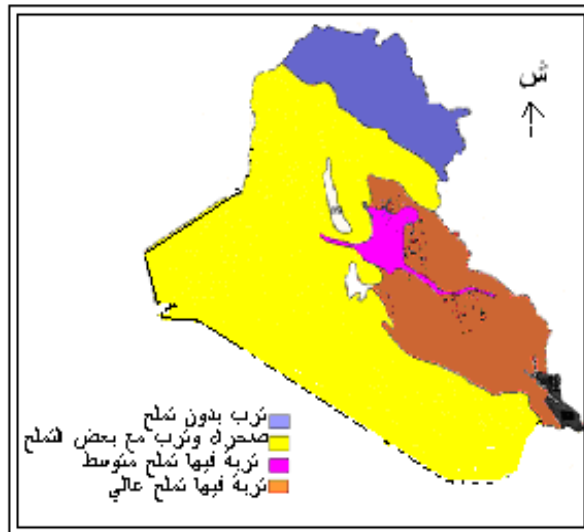 ش
ترب بدون تملح
صحراء وترب مع بعض التملح
تربة فيها تملح متوسط
تربة فيها تملح عالي